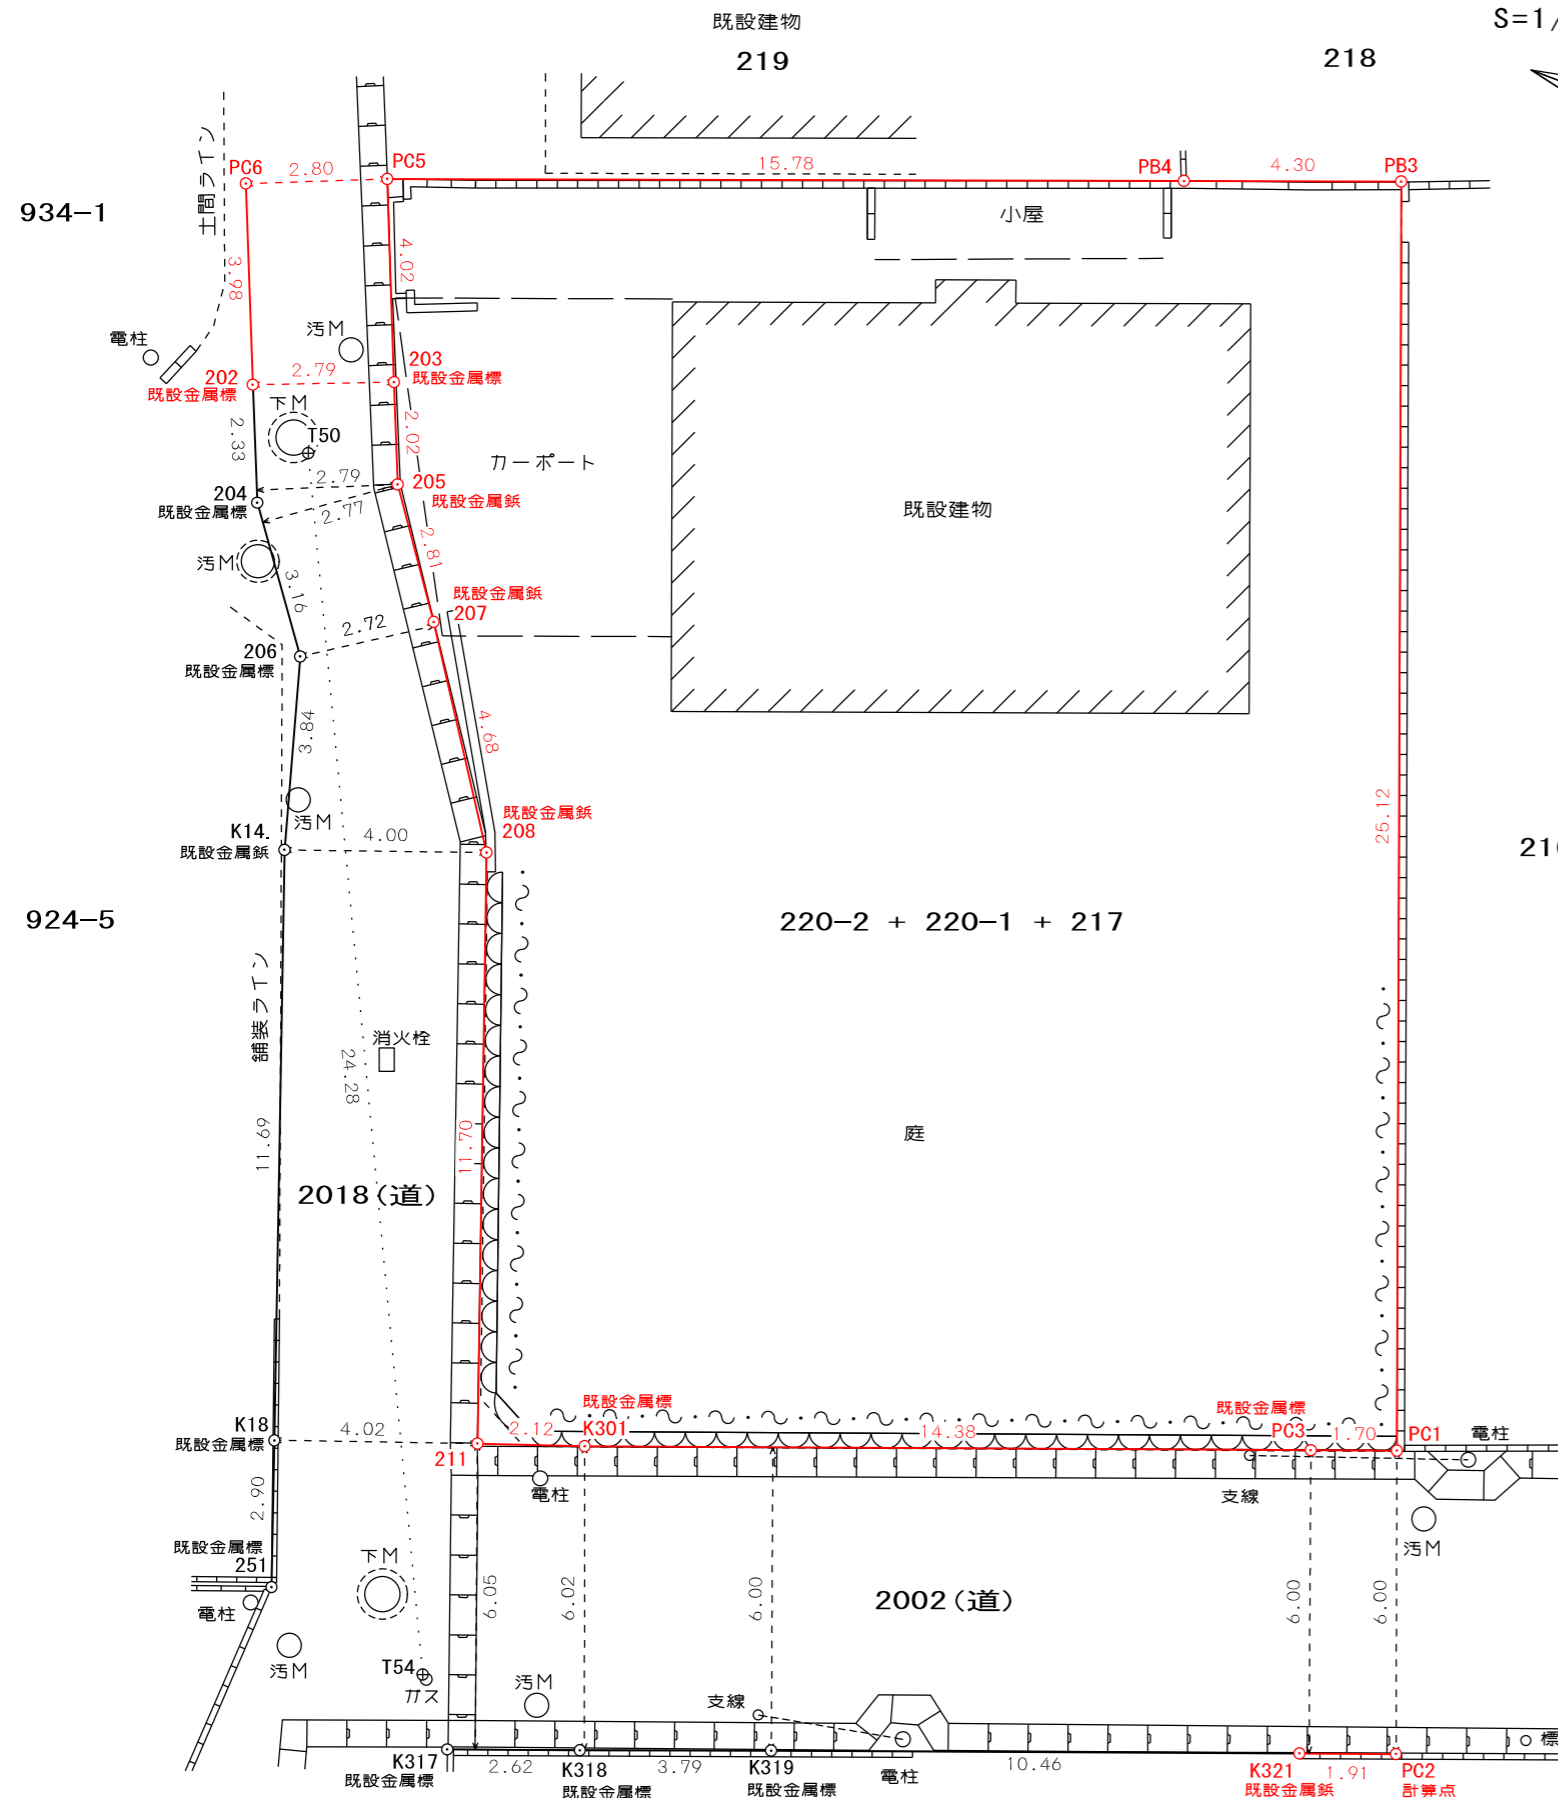 既設建物
S=1/
219
218
PC6
2.80
PC5
15.78
PB4
4.30
PB3
934-1
土間ライン
小屋
3.98
4.02
電柱
汚M
203
202
2.79
既設金属標
既設金属標
下M
2.33
T50
2.02
カーポート
2.79
205
204
既設金属鋲
既設金属標
2.77
既設建物
2.81
汚M
3.16
既設金属鋲
207
2.72
206
既設金属標
3.84
4.68
25.12
既設金属鋲
汚M
208
K14.
4.00
既設金属鋲
924-5
220-2 + 220-1 + 217
舗装ライン
消火栓
24.28
11.69
11.70
庭
2018(道)
既設金属標
既設金属標
K18
4.02
2.12
K301
14.38
PC3
1.70
PC1
電柱
既設金属標
211
電柱
支線
2.90
既設金属標
汚M
251
下M
6.05
6.02
6.00
2002(道)
6.00
6.00
電柱
汚M
T54
ガス
汚M
支線
標
K317
既設金属標
2.62
K318
既設金属標
3.79
K319
既設金属標
電柱
10.46
K321
既設金属鋲
1.91
PC2
計算点